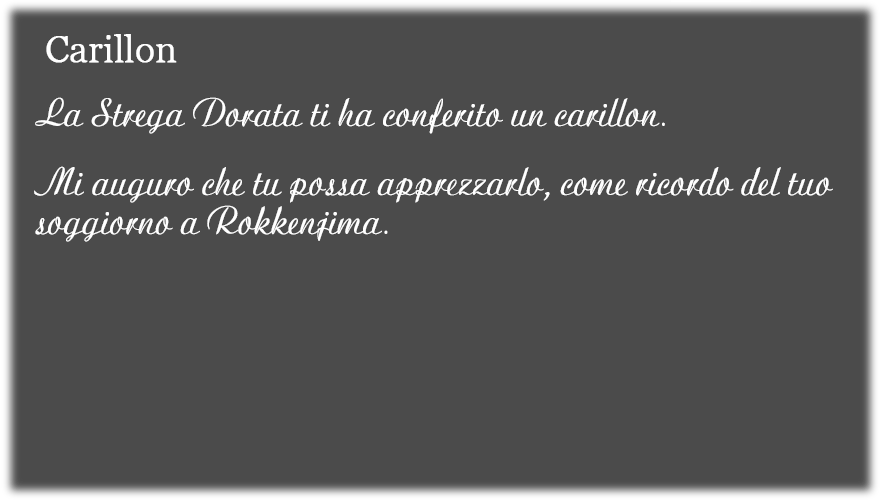 Carillon
La Strega Dorata ti ha conferito un carillon.
Mi auguro che tu possa apprezzarlo, come ricordo del tuo
soggiorno a Rokkenjima.